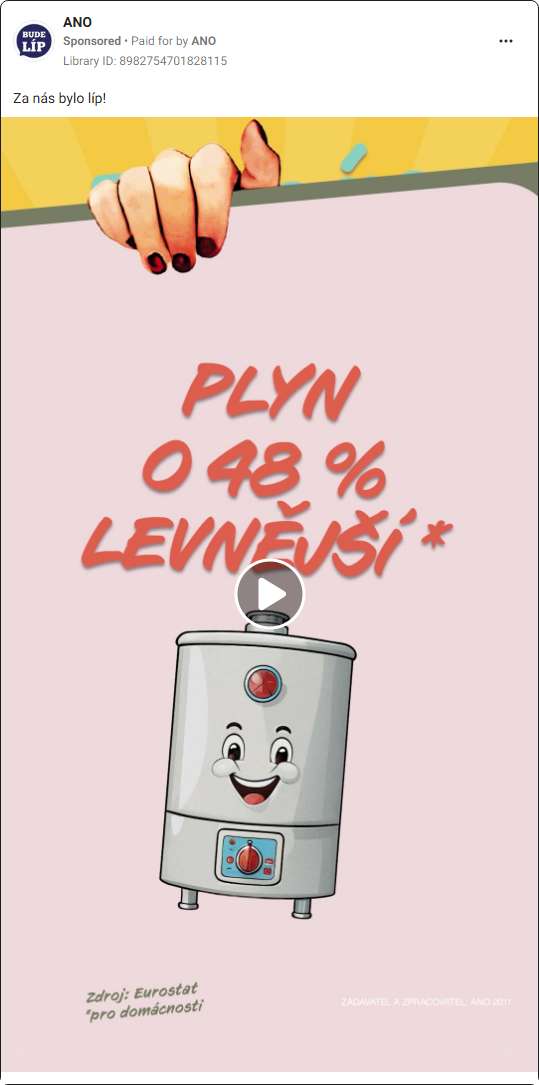 BUDE
LÍP
ANO
Sponsored • Paid for by ANO
Library ID: 8982754701828115
Za nás bylo líp!
PLYN
O 48 %
LEVNĚJŠÍ*
Zdroj: Eurostat
*pro domácnosti
ZADAVATEL A ZPRACOVATEL: ANO 2011